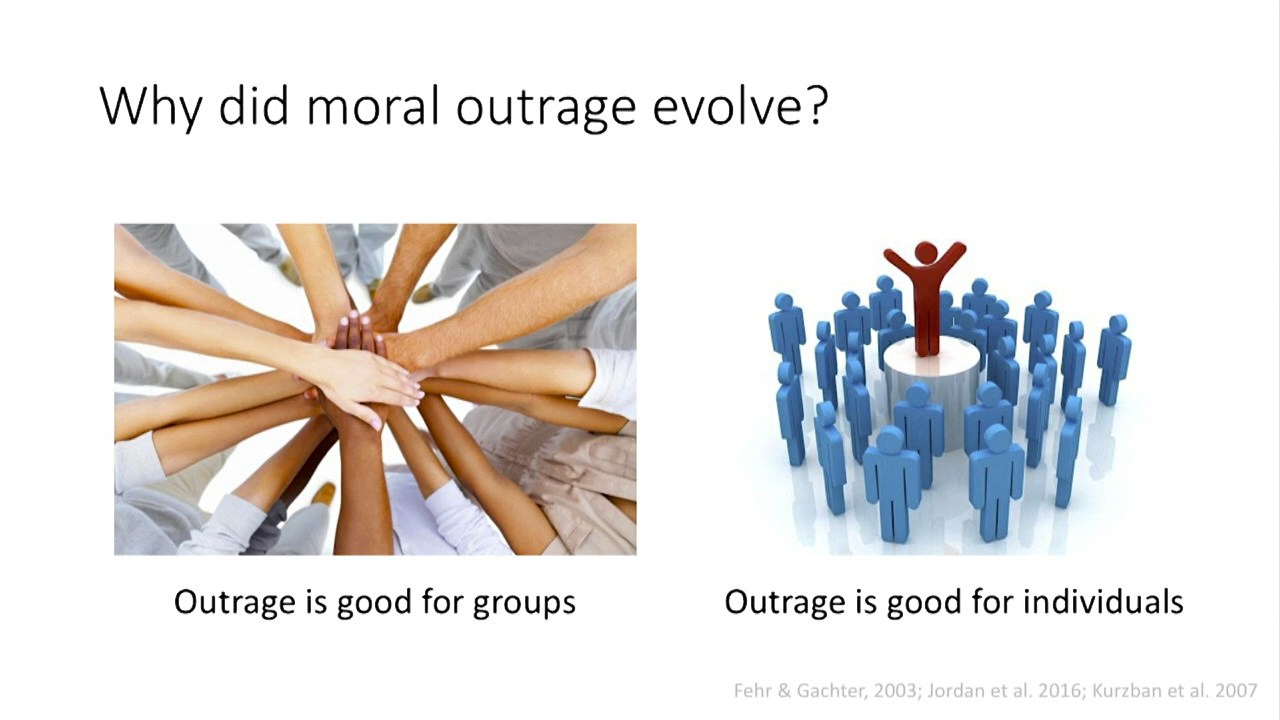 Why did moral outrage evolve?
Outrage is good for groups
Outrage is good for individuals
Fehr & Gachter, 2003; Jordan et al. 2016; Kurzban et al. 2007